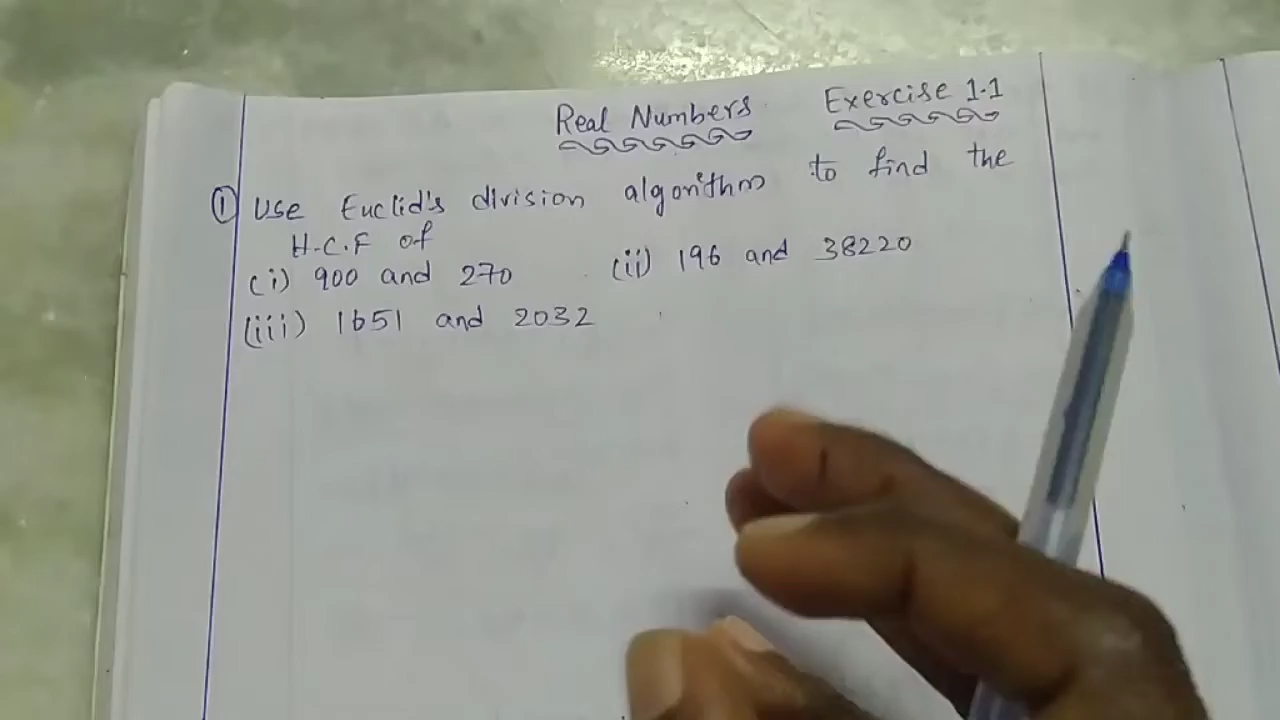 Real Numbers Exercise 1.1
① Use Euclid's division algorithm to find the
H.C.F of
(i) 900 and 270 (ii) 196 and 38220
(iii) 1651 and 2032